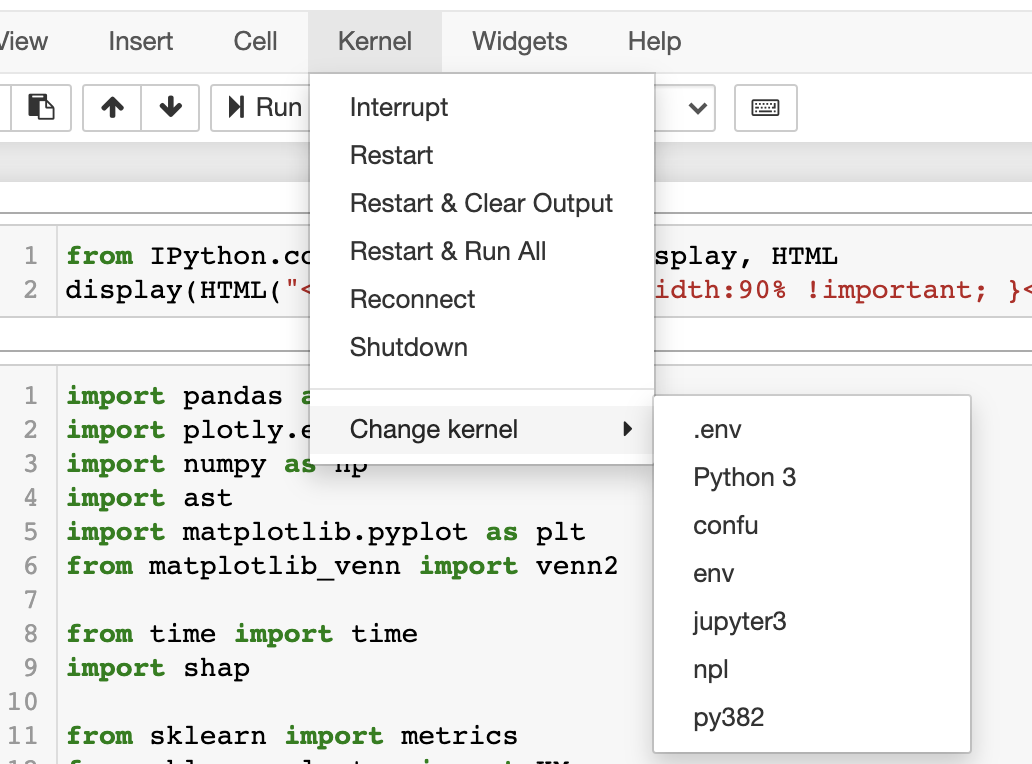 View Insert Cell Kernel Widgets Help
Run
Interrupt
Restart
Restart & Clear Output
Restart & Run All
Reconnect
Shutdown
Change kernel
.env
Python 3
confu
env
jupyter3
npl
py382
1 from IPython.co splay, HTML
2 display(HTML("< idth:90% !important; }<
1 import pandas a
2 import plotly.e
3 import numpy as np
4 import ast
5 import matplotlib.pyplot as plt
6 from matplotlib_venn import venn2
7
8 from time import time
9 import shap
10
11 from sklearn import metrics